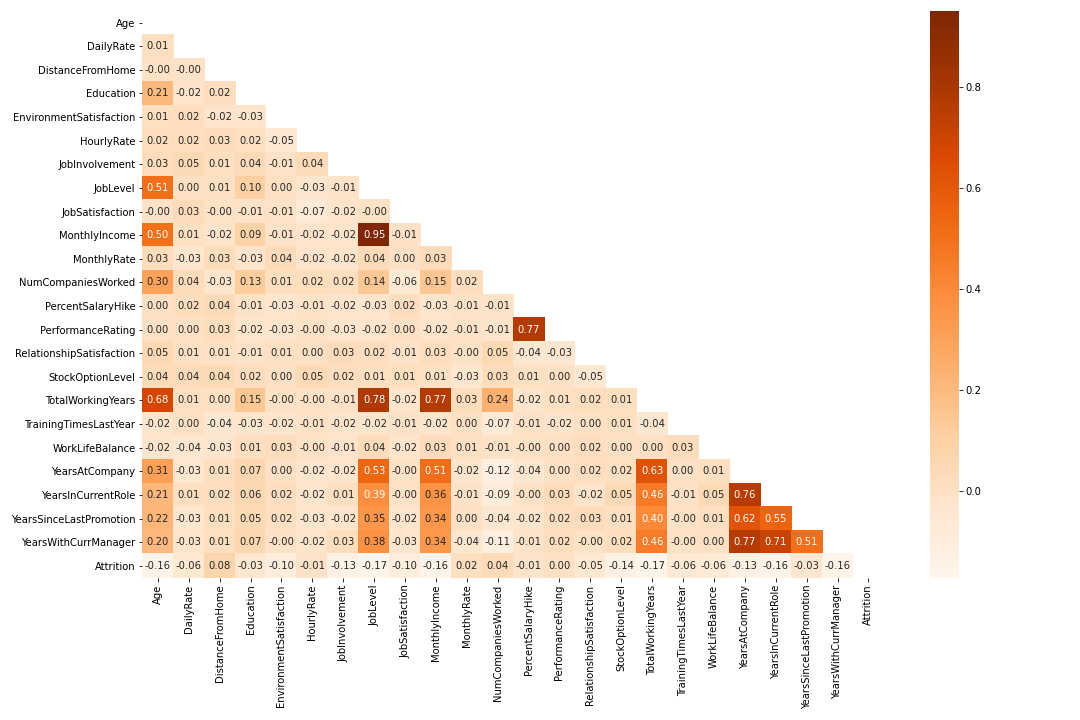 Age
DailyRate 0.01
DistanceFromHome -0.00 -0.00
Education 0.21 -0.02 0.02
EnvironmentSatisfaction 0.01 0.02 -0.02 -0.03
HourlyRate 0.02 0.02 0.03 0.02 -0.05
JobInvolvement 0.03 0.05 0.01 0.04 -0.01 0.04
JobLevel 0.51 0.00 0.01 0.10 0.00 -0.03 -0.01
JobSatisfaction -0.00 0.03 -0.00 -0.01 -0.01 -0.07 -0.02 -0.00
MonthlyIncome 0.50 0.01 -0.02 0.09 -0.01 -0.02 -0.02 0.95 -0.01
MonthlyRate 0.03 -0.03 0.03 -0.03 0.04 -0.02 -0.02 0.04 0.00 0.03
NumCompaniesWorked 0.30 0.04 -0.03 0.13 0.01 0.02 0.02 0.14 -0.06 0.15 0.02
PercentSalaryHike 0.00 0.02 0.04 -0.01 -0.03 -0.01 -0.02 -0.03 0.02 -0.03 -0.01 -0.01
PerformanceRating 0.00 0.00 0.03 -0.02 -0.03 -0.00 -0.03 -0.02 0.00 -0.02 -0.01 -0.01 0.77
RelationshipSatisfaction 0.05 0.01 0.01 -0.01 0.01 0.00 0.03 0.02 -0.01 0.03 -0.00 0.05 -0.04 -0.03
StockOptionLevel 0.04 0.04 0.04 0.02 0.00 0.05 0.02 0.01 0.01 0.01 -0.03 0.03 0.01 0.00 -0.05
TotalWorkingYears 0.68 0.01 0.00 0.15 -0.00 -0.00 -0.01 0.78 -0.02 0.77 0.03 0.24 -0.02 0.01 0.02 0.01
TrainingTimesLastYear -0.02 0.00 -0.04 -0.03 -0.02 -0.01 -0.02 -0.02 -0.01 -0.02 0.00 -0.07 -0.01 -0.02 0.00 0.01 -0.04
WorkLifeBalance -0.02 -0.04 -0.03 0.01 0.03 -0.00 -0.01 0.04 -0.02 0.03 0.01 -0.01 -0.00 0.00 0.02 0.00 0.00 0.03
YearsAtCompany 0.31 -0.03 0.01 0.07 0.00 -0.02 -0.02 0.53 -0.00 0.51 -0.02 -0.12 -0.04 0.00 0.02 0.02 0.63 0.00 0.01
YearsInCurrentRole 0.21 0.01 0.02 0.06 0.02 -0.02 0.01 0.39 -0.00 0.36 -0.01 -0.09 -0.00 0.03 -0.02 0.05 0.46 -0.01 0.05 0.76
YearsSinceLastPromotion 0.22 -0.03 0.01 0.05 0.02 -0.03 -0.02 0.35 -0.02 0.34 0.00 -0.04 -0.02 0.02 0.03 0.01 0.40 -0.00 0.01 0.62 0.55
YearsWithCurrManager 0.20 -0.03 0.01 0.07 -0.00 -0.02 0.03 0.38 -0.03 0.34 -0.04 -0.11 -0.01 0.02 -0.00 0.02 0.46 -0.00 0.00 0.77 0.71 0.51
Attrition -0.16 -0.06 0.08 -0.03 -0.10 -0.01 -0.13 -0.17 -0.10 -0.16 0.02 0.04 -0.01 0.00 -0.05 -0.14 -0.17 -0.06 -0.06 -0.13 -0.16 -0.03 -0.16
Age
DailyRate
DistanceFromHome
Education
EnvironmentSatisfaction
HourlyRate
JobInvolvement
JobLevel
JobSatisfaction
MonthlyIncome
MonthlyRate
NumCompaniesWorked
PercentSalaryHike
PerformanceRating
RelationshipSatisfaction
StockOptionLevel
TotalWorkingYears
TrainingTimesLastYear
WorkLifeBalance
YearsAtCompany
YearsInCurrentRole
YearsSinceLastPromotion
YearsWithCurrManager
Attrition
0.8
0.6
0.4
0.2
0.0